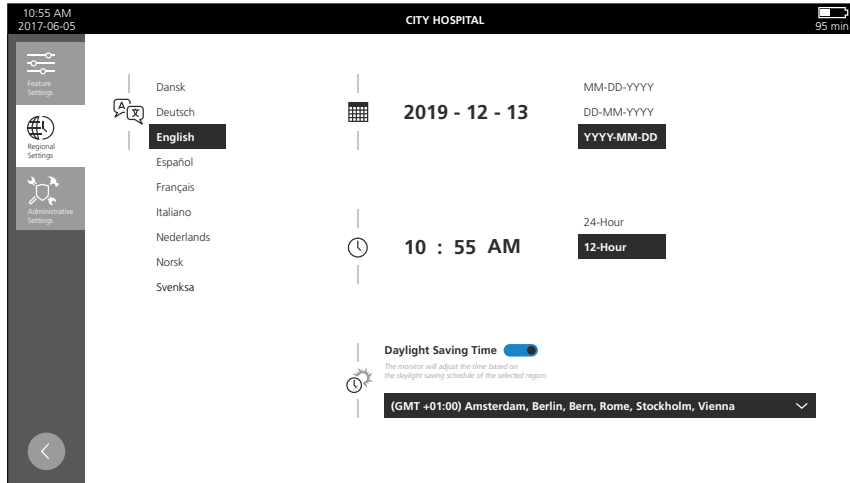 10:55 AM
2017-06-05
CITY HOSPITAL
95 min
Feature
Settings
Regional
Settings
Administrative
Settings
A 文
Dansk
Deutsch
English
Español
Français
Italiano
Nederlands
Norsk
Svenksa
2019 - 12 - 13
MM-DD-YYYY
DD-MM-YYYY
YYYY-MM-DD
10 : 55 AM
24-Hour
12-Hour
Daylight Saving Time
The monitor will adjust the time based on
the daylight saving schedule of the selected region.
(GMT +01:00) Amsterdam, Berlin, Bern, Rome, Stockholm, Vienna